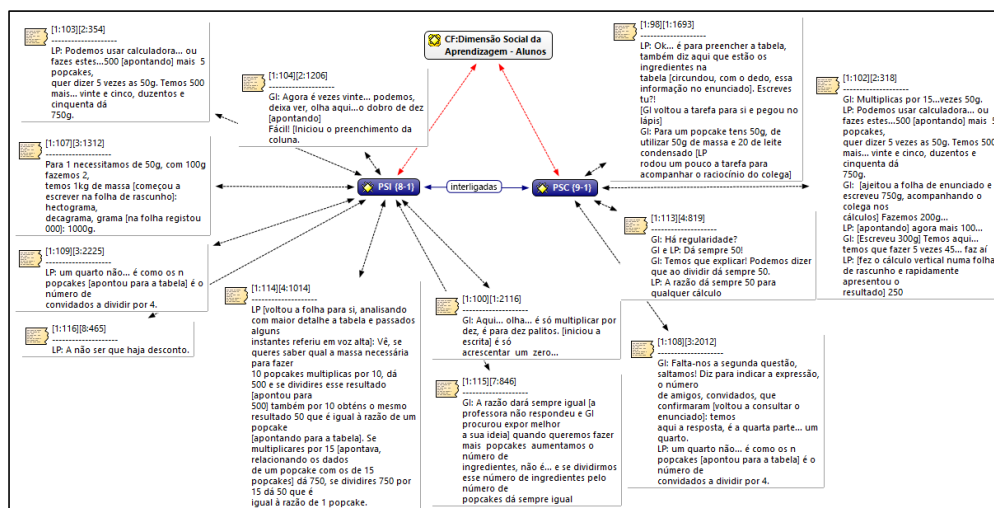 [1:103][2:354]
--------------------
LP: Podemos usar calculadora... ou
fazes estes...500 [apontando] mais 5
popcakes,
quer dizer 5 vezes as 50g. Temos 500
mais... vinte e cinco, duzentos e
cinquenta dá
750g.
[1:104][2:1206]
--------------------
GI: Agora é vezes vinte... podemos,
deixa ver, olha aqui...o dobro de dez
[apontando]
Fácil! [Iniciou o preenchimento da
coluna.
CF:Dimensão Social da
Aprendizagem - Alunos
[1:98][1:1693]
--------------------
LP: Ok... é para preencher a tabela,
também diz aqui que estão os
ingredientes na
tabela [circundou, com o dedo, essa
informação no enunciado]. Escreves
tu?!
[GI voltou a tarefa para si e pegou no
lápis]
GI: Para um popcake tens 50g, de
utilizar 50g de massa e 20 de leite
condensado [LP
rodou um pouco a tarefa para
acompanhar o raciocínio do colega]
[1:102][2:318]
--------------------
GI: Multiplicas por 15...vezes 50g.
LP: Podemos usar calculadora... ou
fazes estes...500 [apontando] mais 5
popcakes,
quer dizer 5 vezes as 50g. Temos 500
mais... vinte e cinco, duzentos e
cinquenta dá
750g.
GI: [ajeitou a folha de enunciado e
escreveu 750g, acompanhando o
colega nos
cálculos] Fazemos 200g...
LP: [apontando] agora mais 100...
GI: [Escreveu 300g] Temos aqui...
temos que fazer 5 vezes 45... faz aí
LP: [fez o cálculo vertical numa folha
de rascunho e rapidamente
apresentou o
resultado] 250
[1:107][3:1312]
--------------------
Para 1 necessitamos de 50g, com 100g
fazemos 2,
temos 1kg de massa [começou a
escrever na folha de rascunho]:
hectograma,
decagrama, grama [na folha registou
000]: 1000g.
PSI {8-1}
interligadas
PSC {9-1}
[1:109][3:2225]
--------------------
LP: um quarto não... é como os n
popcakes [apontou para a tabela] é o
número de
convidados a dividir por 4.
[1:116][8:465]
--------------------
LP: A não ser que haja desconto.
[1:114][4:1014]
--------------------
LP [voltou a folha para si, analisando
com maior detalhe a tabela e passados
alguns
instantes referiu em voz alta]: Vê, se
queres saber qual a massa necessária
para fazer
10 popcakes multiplicas por 10, dá
500 e se dividires esse resultado
[apontou para
500] também por 10 obténs o mesmo
resultado 50 que é igual à razão de um
popcake
[apontando para a tabela]. Se
multiplicares por 15 [apontava,
relacionando os dados
de um popcake com os de 15
popcakes] dá 750, se divides 750 por
15 dá 50 que é
igual à razão de 1 popcake.
[1:100][1:2116]
--------------------
GI: Aqui... olha... é só multiplicar por
dez, é para dez palitos. [iniciou a
escrita] é só
acrescentar um zero...
[1:115][7:846]
--------------------
GI: A razão dará sempre igual [a
professora não respondeu e GI
procurou expor melhor
a sua ideia] quando queremos fazer
mais popcakes aumentamos o
número de
ingredientes, não é... e se dividirmos
esse número de ingredientes pelo
número de
popcakes dá sempre igual
[1:113][4:819]
--------------------
GI: Há regularidade?
GI e LP: Dá sempre 50!
GI: Temos que explicar! Podemos dizer
que ao dividir dá sempre 50.
LP: A razão dá sempre 50 para
qualquer cálculo
[1:108][3:2012]
--------------------
GI: Falta-nos a segunda questão,
saltamos! Diz para indicar a expressão,
o número
de amigos, convidados, que
confirmaram [voltou a consultar o
enunciado]: temos
aqui a resposta, é a quarta parte... um
quarto.
LP: um quarto não... é como os n
popcakes [apontou para a tabela] é o
número de
convidados a dividir por 4.